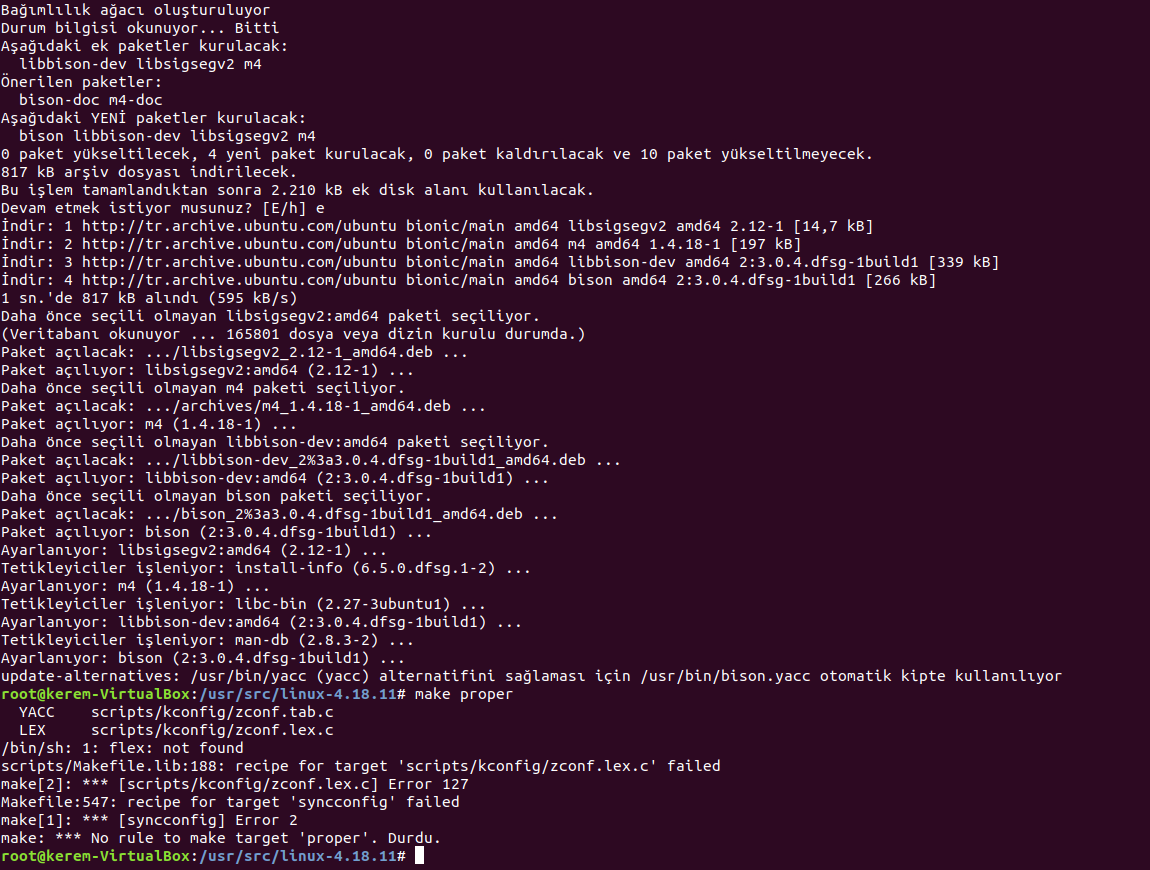 Bağımlılık ağacı oluşturuluyor
Durum bilgisi okunuyor... Bitti
Aşağıdaki ek paketler kurulacak:
  libbison-dev libsigsegv2 m4
Önerilen paketler:
  bison-doc m4-doc
Aşağıdaki YENİ paketler kurulacak:
  bison libbison-dev libsigsegv2 m4
0 paket yükseltilecek, 4 yeni paket kurulacak, 0 paket kaldırılacak ve 10 paket yükseltilmeyecek.
817 kB arşiv dosyası indirilecek.
Bu işlem tamamlandıktan sonra 2.210 kB ek disk alanı kullanılacak.
Devam etmek istiyor musunuz? [E/h] e
İndir: 1 http://tr.archive.ubuntu.com/ubuntu bionic/main amd64 libsigsegv2 amd64 2.12-1 [14,7 kB]
İndir: 2 http://tr.archive.ubuntu.com/ubuntu bionic/main amd64 m4 amd64 1.4.18-1 [197 kB]
İndir: 3 http://tr.archive.ubuntu.com/ubuntu bionic/main amd64 libbison-dev amd64 2:3.0.4.dfsg-1build1 [339 kB]
İndir: 4 http://tr.archive.ubuntu.com/ubuntu bionic/main amd64 bison amd64 2:3.0.4.dfsg-1build1 [266 kB]
1 sn.'de 817 kB alındı (595 kB/s)
Daha önce seçili olmayan libsigsegv2:amd64 paketi seçiliyor.
(Veritabanı okunuyor ... 165801 dosya veya dizin kurulu durumda.)
Paket açılacak: .../libsigsegv2_2.12-1_amd64.deb ...
Paket açılıyor: libsigsegv2:amd64 (2.12-1) ...
Daha önce seçili olmayan m4 paketi seçiliyor.
Paket açılacak: .../archives/m4_1.4.18-1_amd64.deb ...
Paket açılıyor: m4 (1.4.18-1) ...
Daha önce seçili olmayan libbison-dev:amd64 paketi seçiliyor.
Paket açılacak: .../libbison-dev_2%3a3.0.4.dfsg-1build1_amd64.deb ...
Paket açılıyor: libbison-dev:amd64 (2:3.0.4.dfsg-1build1) ...
Daha önce seçili olmayan bison paketi seçiliyor.
Paket açılacak: .../bison_2%3a3.0.4.dfsg-1build1_amd64.deb ...
Paket açılıyor: bison (2:3.0.4.dfsg-1build1) ...
Ayarlanıyor: libsigsegv2:amd64 (2.12-1) ...
Tetikleyiciler işleniyor: install-info (6.5.0.dfsg.1-2) ...
Ayarlanıyor: m4 (1.4.18-1) ...
Tetikleyiciler işleniyor: libc-bin (2.27-3ubuntu1) ...
Ayarlanıyor: libbison-dev:amd64 (2:3.0.4.dfsg-1build1) ...
Tetikleyiciler işleniyor: man-db (2.8.3-2) ...
Ayarlanıyor: bison (2:3.0.4.dfsg-1build1) ...
update-alternatives: /usr/bin/yacc (yacc) alternatifini sağlaması için /usr/bin/bison.yacc otomatik kipte kullanılıyor
root@kerem-VirtualBox:/usr/src/linux-4.18.11# make proper
  YACC    scripts/kconfig/zconf.tab.c
  LEX     scripts/kconfig/zconf.lex.c
/bin/sh: 1: flex: not found
scripts/Makefile.lib:188: recipe for target 'scripts/kconfig/zconf.lex.c' failed
make[2]: *** [scripts/kconfig/zconf.lex.c] Error 127
Makefile:547: recipe for target 'syncconfig' failed
make[1]: *** [syncconfig] Error 2
make: *** No rule to make target 'proper'. Durdu.
root@kerem-VirtualBox:/usr/src/linux-4.18.11#